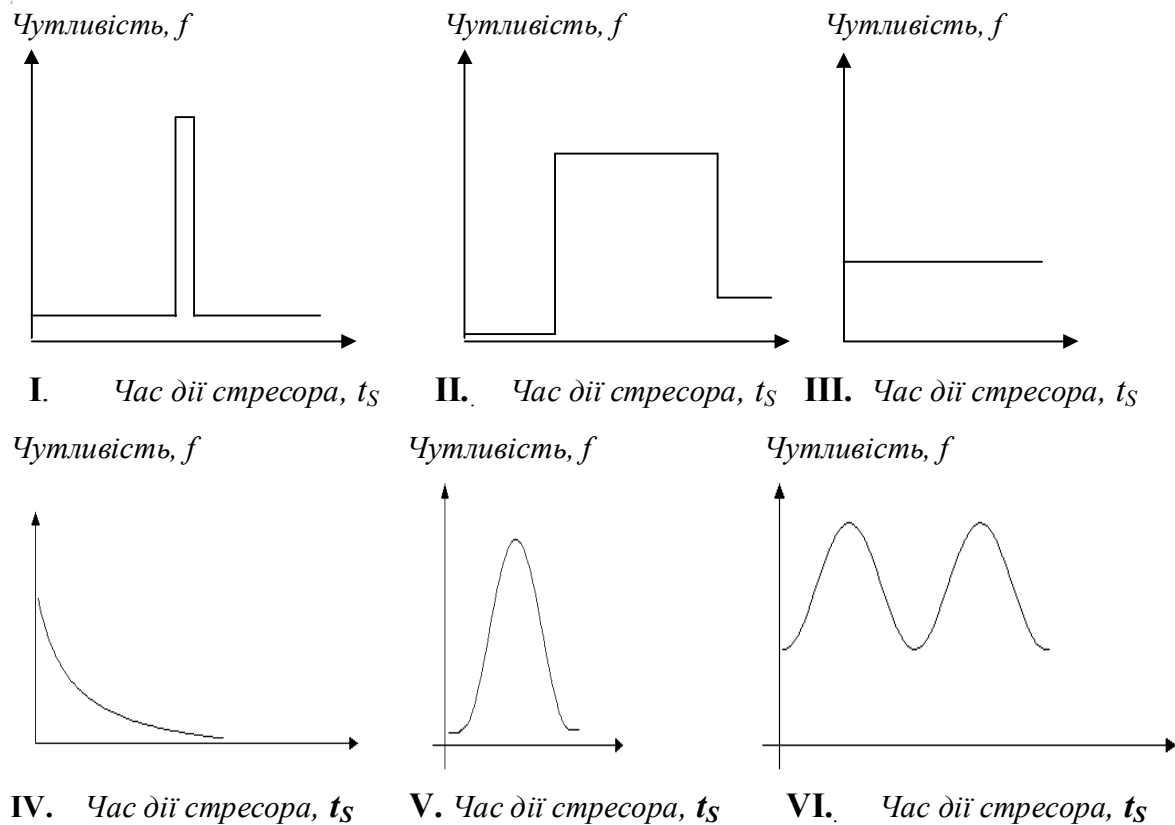 Чутливість, f Чутливість, f Чутливість, f
I. Час дії стресора, tS II. Час дії стресора, tS III. Час дії стресора, tS
Чутливість, f Чутливість, f Чутливість, f
IV. Час дії стресора, tS V. Час дії стресора, tS VI. Час дії стресора, tS